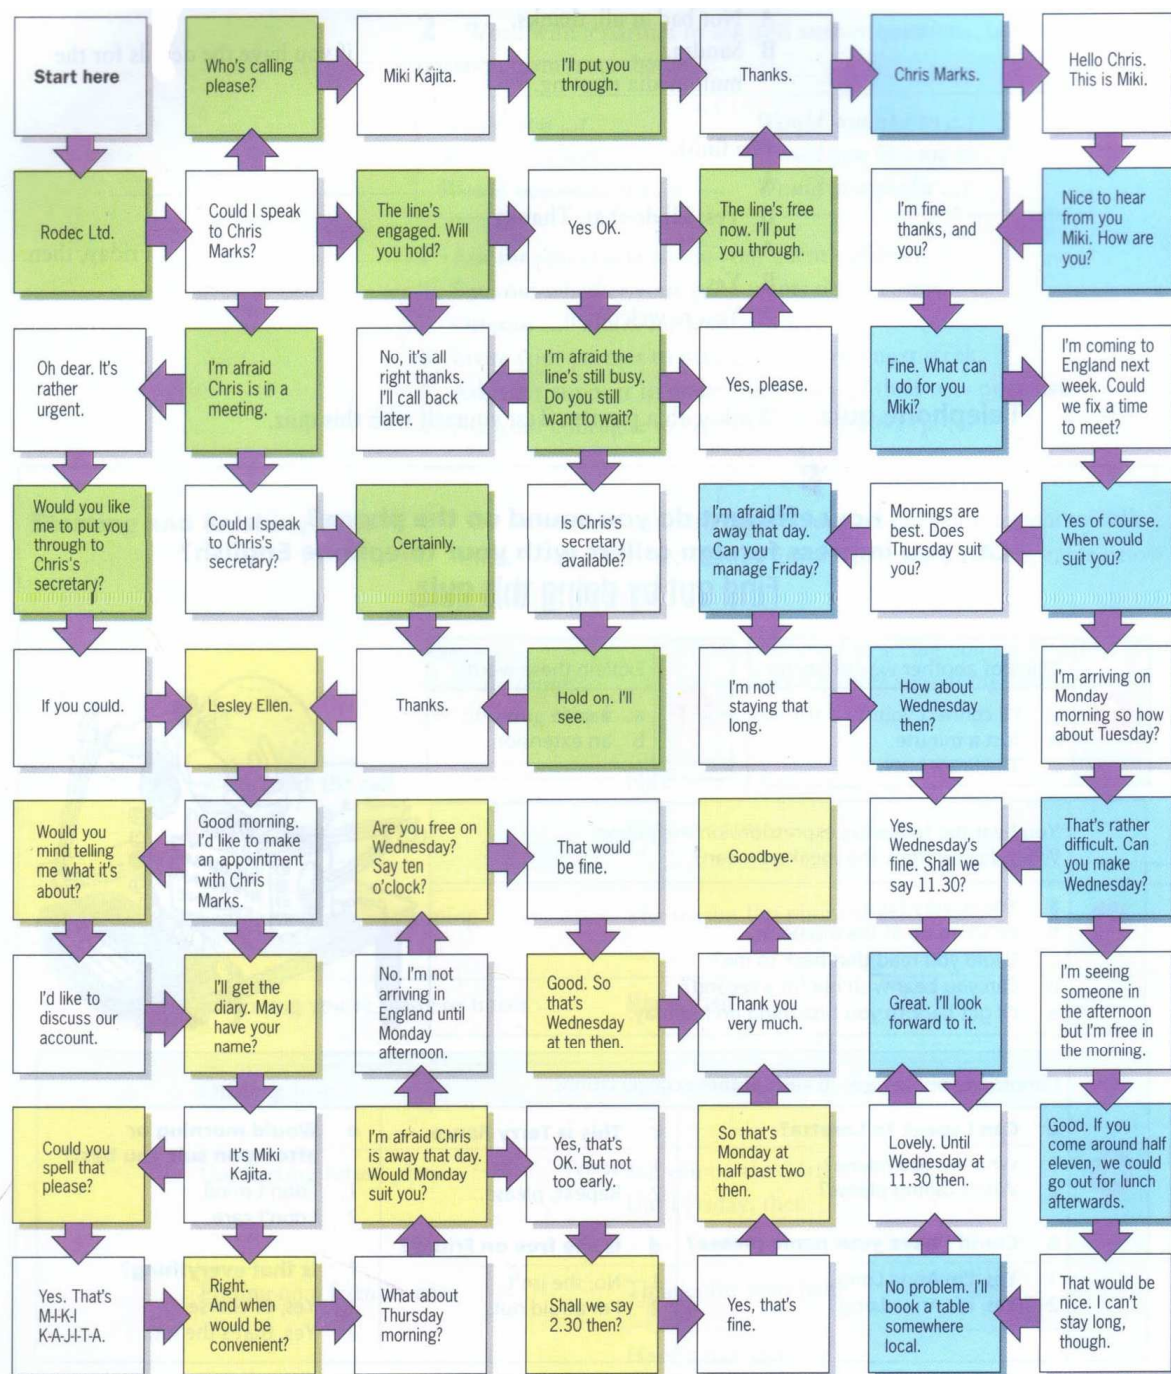 Start here
Who's calling
please?
Miki Kajita.
I'll put you
through.
Thanks.
Chris Marks.
Hello Chris.
This is Miki.
Rodec Ltd.
Could I speak
to Chris
Marks?
The line's
engaged. Will
you hold?
Yes OK.
The line's free
now. I'll put
you through.
I'm fine
thanks, and
you?
Nice to hear
from you
Miki. How are
you?
Oh dear. It's
rather
urgent.
I'm afraid
Chris is in a
meeting.
No, it's all
right thanks.
I'll call back
later.
I'm afraid the
line's still busy.
Do you still
want to wait?
Yes, please.
Fine. What can
I do for you
Miki?
I'm coming to
England next
week. Could
we fix a time
to meet?
Would you like
me to put you
through to
Chris's
secretary?
Could I speak
to Chris's
secretary?
Certainly.
Is Chris's
secretary
available?
I'm afraid I'm
away that day.
Can you
manage Friday?
Mornings are
best. Does
Thursday suit
you?
Yes of course.
When would
suit you?
If you could.
Lesley Ellen.
Thanks.
Hold on. I'll
see.
I'm not
staying that
long.
How about
Wednesday
then?
I'm arriving on
Monday
morning so how
about Tuesday?
Would you
mind telling
me what it's
about?
Good morning.
I'd like to make
an appointment
with Chris
Marks.
Are you free on
Wednesday?
Say ten
o'clock?
That would
be fine.
Goodbye.
Yes,
Wednesday's
fine. Shall we
say 11.30?
That's rather
difficult. Can
you make
Wednesday?
I'd like to
discuss our
account.
I'll get the
diary. May I
have your
name?
No. I'm not
arriving in
England until
Monday
afternoon.
Good. So
that's
Wednesday
at ten then.
Thank you
very much.
Great. I'll look
forward to it.
I'm seeing
someone in
the afternoon
but I'm free in
the morning.
Could you
spell that
please?
It's Miki
Kajita.
I'm afraid Chris
is away that day.
Would Monday
suit you?
Yes, that's
OK. But not
too early.
So that's
Monday at
half past two
then.
Lovely. Until
Wednesday at
11.30 then.
Good. If you
come around half
eleven, we could
go out for lunch
afterwards.
Yes. That's
M-I-K-I
K-A-J-I-T-A.
Right.
And when
would be
convenient?
What about
Thursday
morning?
Shall we say
2.30 then?
Yes, that's
fine.
No problem. I'll
book a table
somewhere
local.
That would be
nice. I can't
stay long,
though.